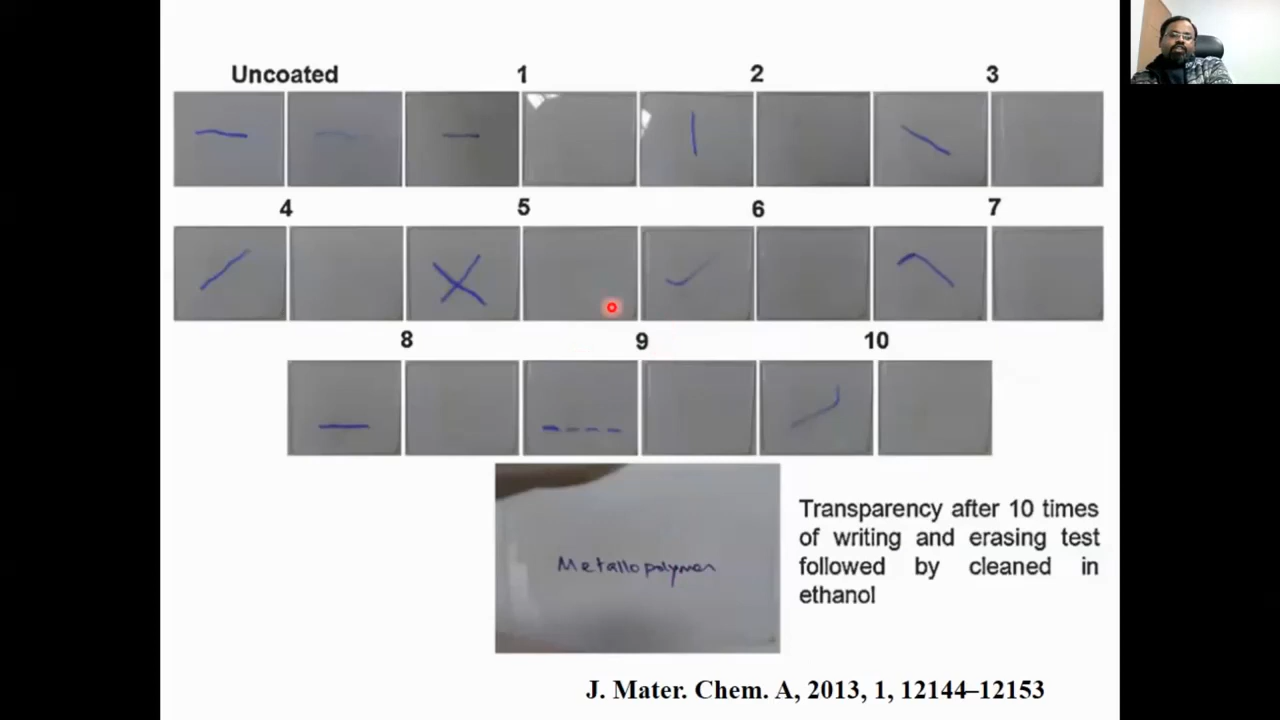 Uncoated 1 2 3
4 5 6 7
8 9 10
Metallopolymer
Transparency after 10 times
of writing and erasing test
followed by cleaned in
ethanol
J. Mater. Chem. A, 2013, 1, 12144–12153